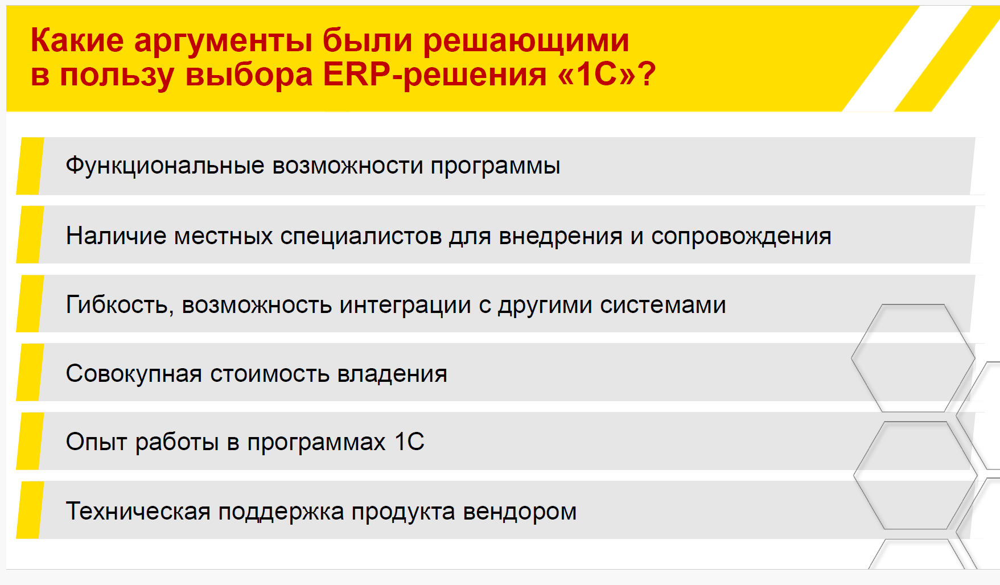 Какие аргументы были решающими
в пользу выбора ERP-решения «1С»?
Функциональные возможности программы
Наличие местных специалистов для внедрения и сопровождения
Гибкость, возможность интеграции с другими системами
Совокупная стоимость владения
Опыт работы в программах 1С
Техническая поддержка продукта вендором